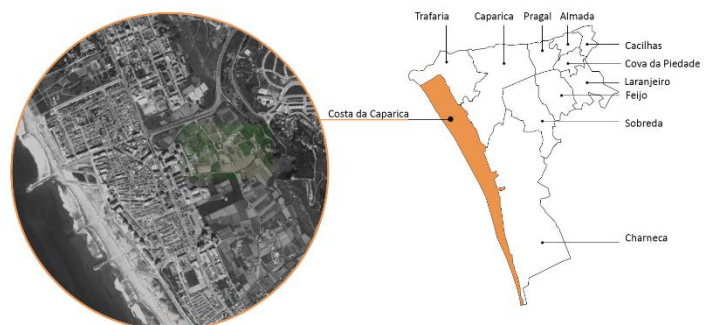 Trafaria
Caparica
Pragal
Almada
Cacilhas
Cova da Piedade
Laranjeiro
Feijo
Costa da Caparica
Sobreda
Charneca